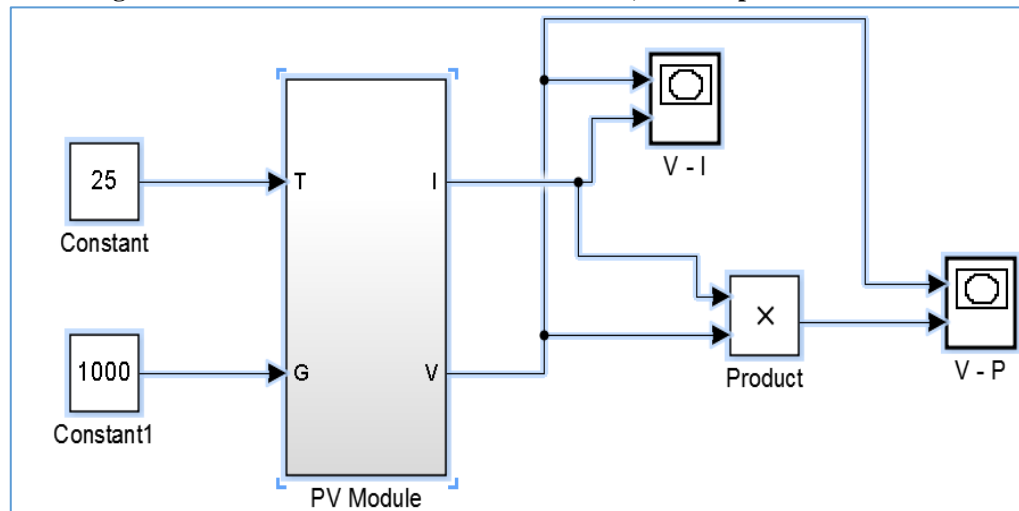 25
T
I
Constant
V - I
1000
G
V
×
Constant1
Product
V - P
PV Module